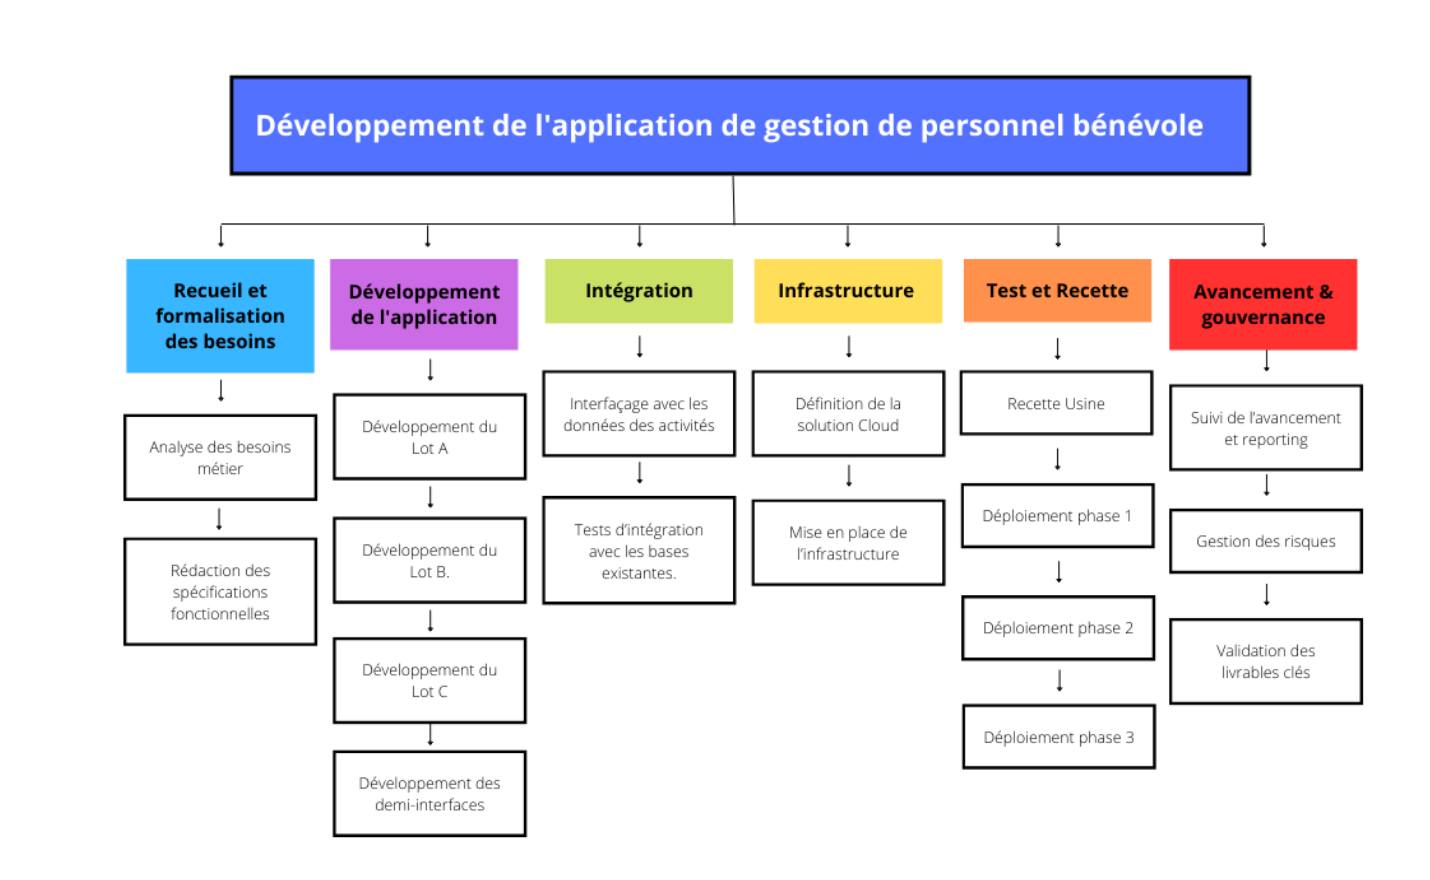 Développement de l'application de gestion de personnel bénévole
Recueil et
formalisation
des besoins
Analyse des besoins
métier
Rédaction des
spécifications
fonctionnelles
Développement
de l'application
Développement du
Lot A
Développement du
Lot B.
Développement du
Lot C
Développement des
demi-interfaces
Intégration
Interfaçage avec les
données des activités
Tests d’intégration
avec les bases
existantes.
Infrastructure
Définition de la
solution Cloud
Mise en place de
l’infrastructure
Test et Recette
Recette Usine
Déploiement phase 1
Déploiement phase 2
Déploiement phase 3
Avancement &
gouvernance
Suivi de l’avancement
et reporting
Gestion des risques
Validation des
livrables clés